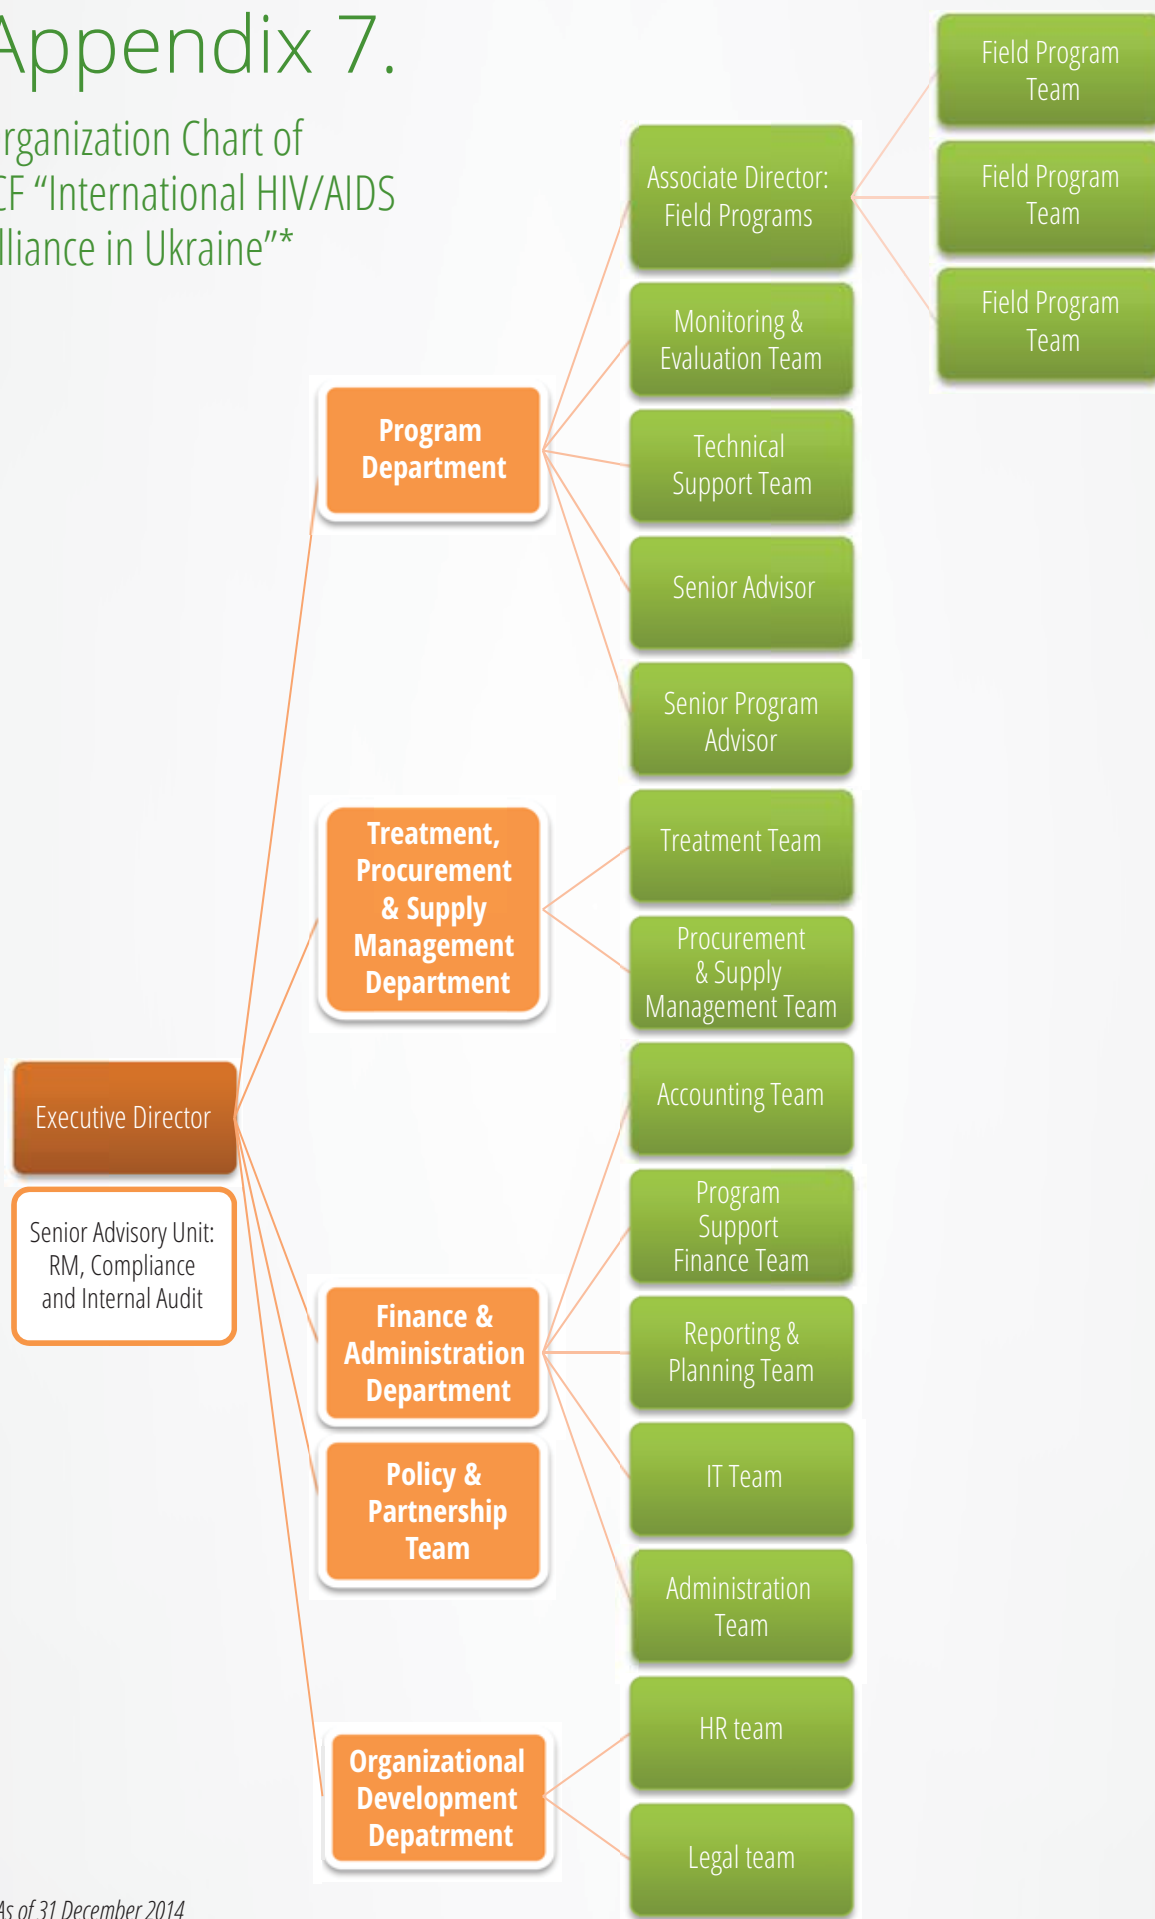 Appendix 7.
rganization Chart of
CF “International HIV/AIDS
lliance in Ukraine”*
Field Program
Team
Field Program
Team
Field Program
Team
Associate Director:
Field Programs
Monitoring &
Evaluation Team
Technical
Support Team
Senior Advisor
Senior Program
Advisor
Program
Department
Treatment Team
Procurement
& Supply
Management Team
Treatment,
Procurement
& Supply
Management
Department
Executive Director
Senior Advisory Unit:
RM, Compliance
and Internal Audit
Accounting Team
Program
Support
Finance Team
Reporting &
Planning Team
IT Team
Administration
Team
Finance &
Administration
Department
Policy &
Partnership
Team
HR team
Legal team
Organizational
Development
Depatrment
As of 31 December 2014